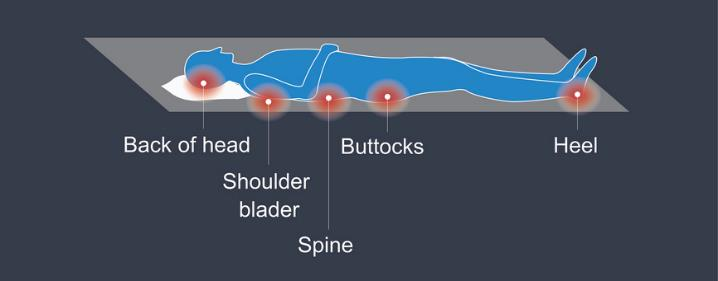 Back of head
Shoulder
blader
Spine
Buttocks
Heel